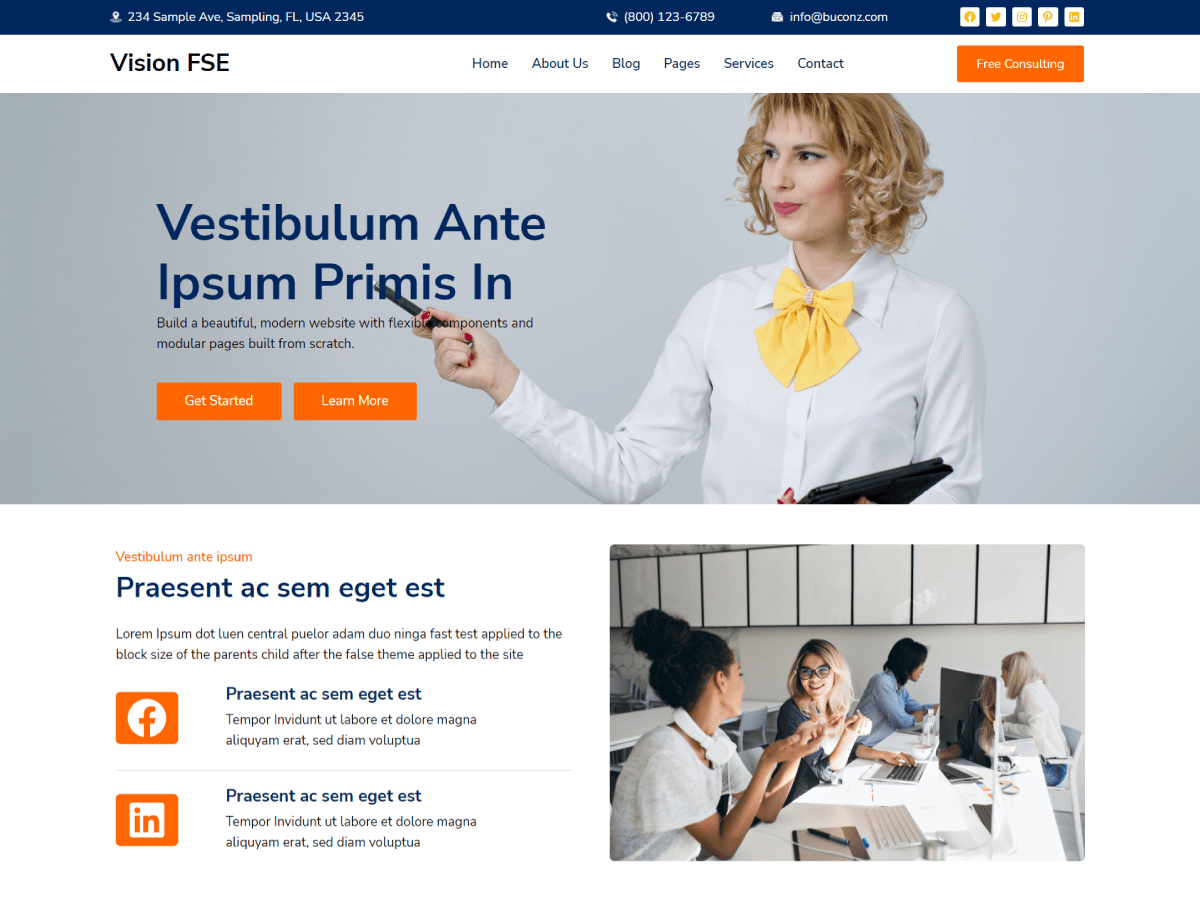 234 Sample Ave, Sampling, FL, USA 2345
(800) 123-6789
info@buconz.com
Vision FSE
Home
About Us
Blog
Pages
Services
Contact
Free Consulting
Vestibulum Ante
Ipsum Primis In
Build a beautiful, modern website with flexible components and
modular pages built from scratch.
Get Started
Learn More
Vestibulum ante ipsum
Praesent ac sem eget est
Lorem Ipsum dot luen central puelor adam duo ninga fast test applied to the
block size of the parents child after the false theme applied to the site
Praesent ac sem eget est
Tempor Invidunt ut labore et dolore magna
aliquyam erat, sed diam voluptua
Praesent ac sem eget est
Tempor Invidunt ut labore et dolore magna
aliquyam erat, sed diam voluptua